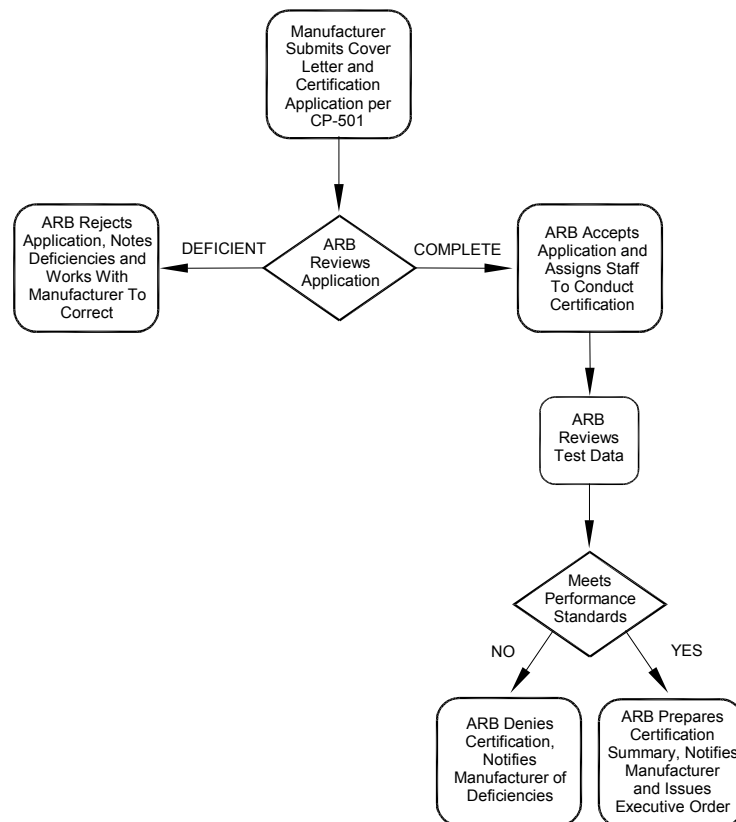 Manufacturer
Submits Cover
Letter and
Certification
Application per
CP-501
ARB Rejects
Application, Notes
Deficiencies and
Works With
Manufacturer To
Correct
DEFICIENT
ARB
Reviews
Application
COMPLETE
ARB Accepts
Application and
Assigns Staff
To Conduct
Certification
ARB
Reviews
Test Data
Meets
Performance
Standards
NO
YES
ARB Denies
Certification,
Notifies
Manufacturer of
Deficiencies
ARB Prepares
Certification
Summary, Notifies
Manufacturer
and Issues
Executive Order